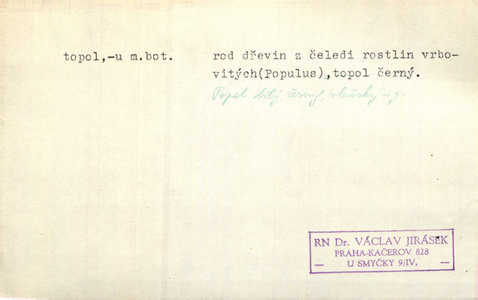 topol,-u m.bot. rod dřevin z čeledi rostlin vrbo-
vitých(Populus),topol černý.
Topol bílý, černý, vlašský aj.
RN Dr. VÁCLAV JIRÁSEK
PRAHA-KAČEROV 828
— U SMYČKY 9/IV. —